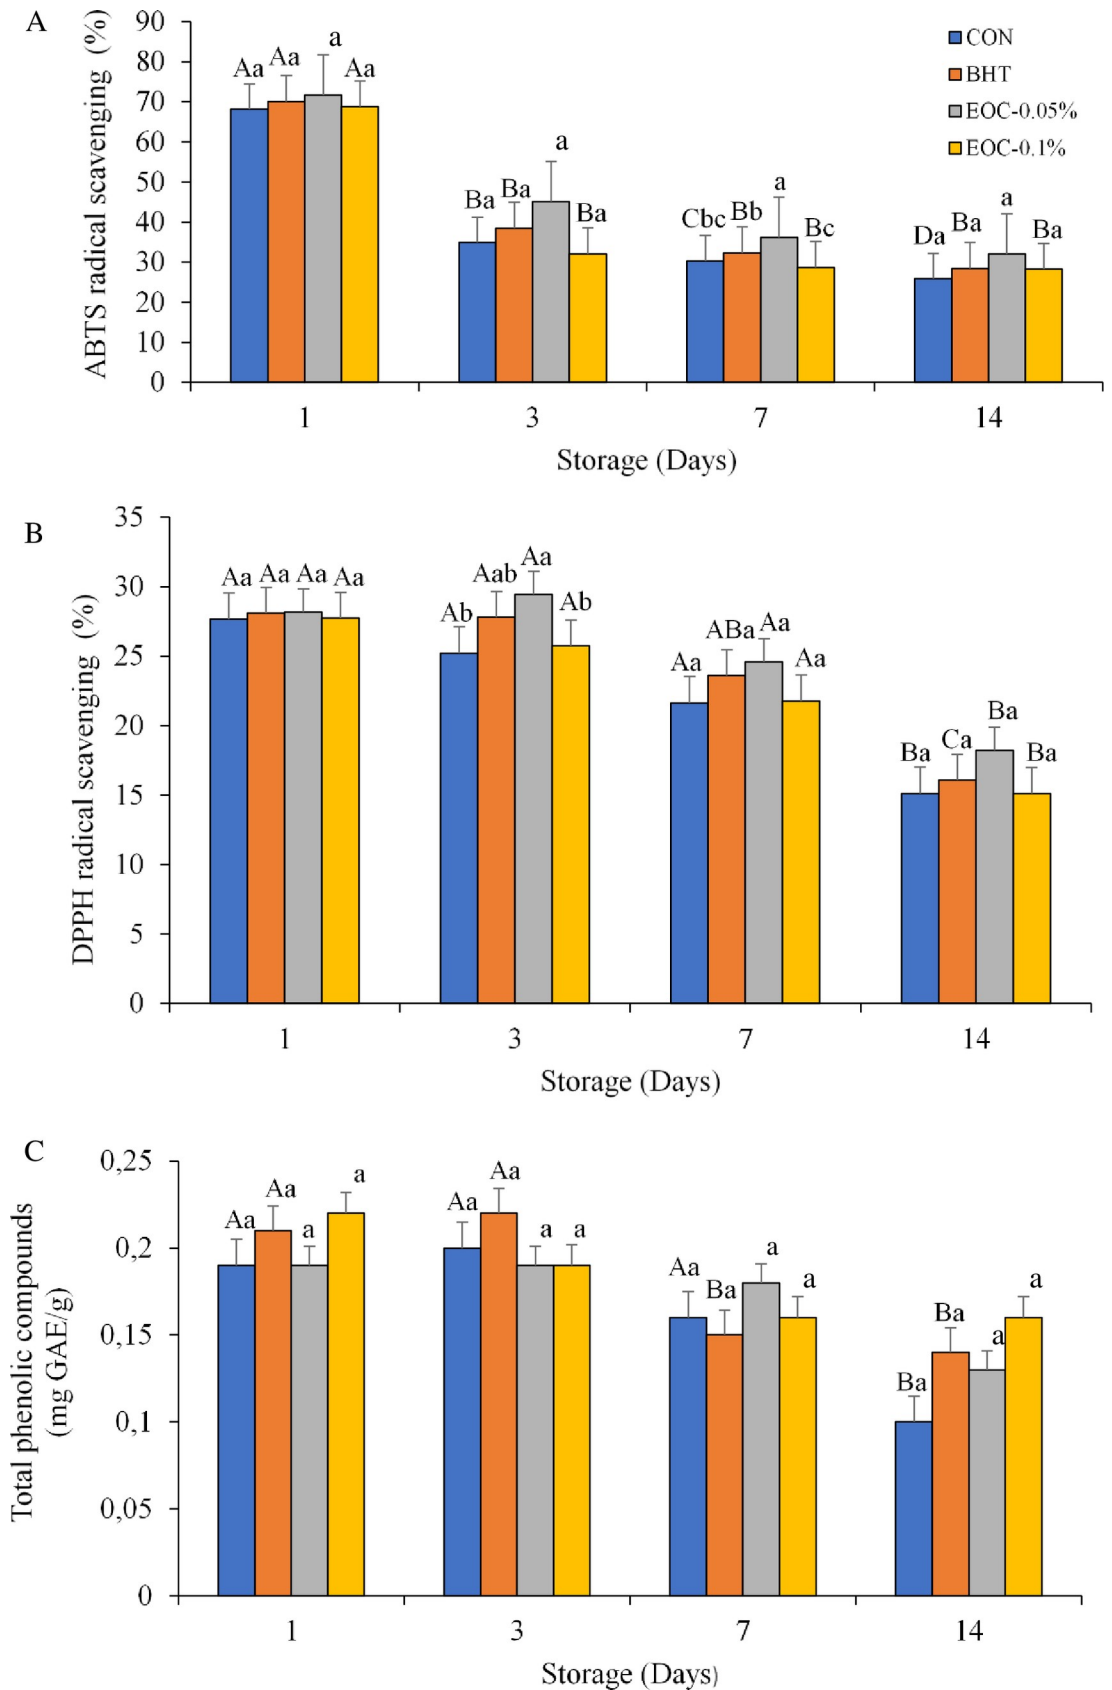 A
ABTS radical scavenging (%)
90
80
70
60
50
40
30
20
10
0
Aa
Aa
a
Aa
Ba
Ba
a
Ba
Cbc
Bb
a
Bc
Da
Ba
a
Ba
CON
BHT
EOC-0.05%
EOC-0.1%
1
3
7
14
Storage (Days)
B
DPPH radical scavenging (%)
35
30
25
20
15
10
5
0
Aa
Aa
Aa
Aa
Ab
Aab
Aa
Ab
Aa
ABa
Aa
Aa
Ba
Ca
Ba
Ba
1
3
7
14
Storage (Days)
C
Total phenolic compounds
(mg GAE/g)
0,25
0,2
0,15
0,1
0,05
0
Aa
Aa
a
a
Aa
Aa
a
a
Aa
Ba
a
a
Ba
Ba
a
a
1
3
7
14
Storage (Days)